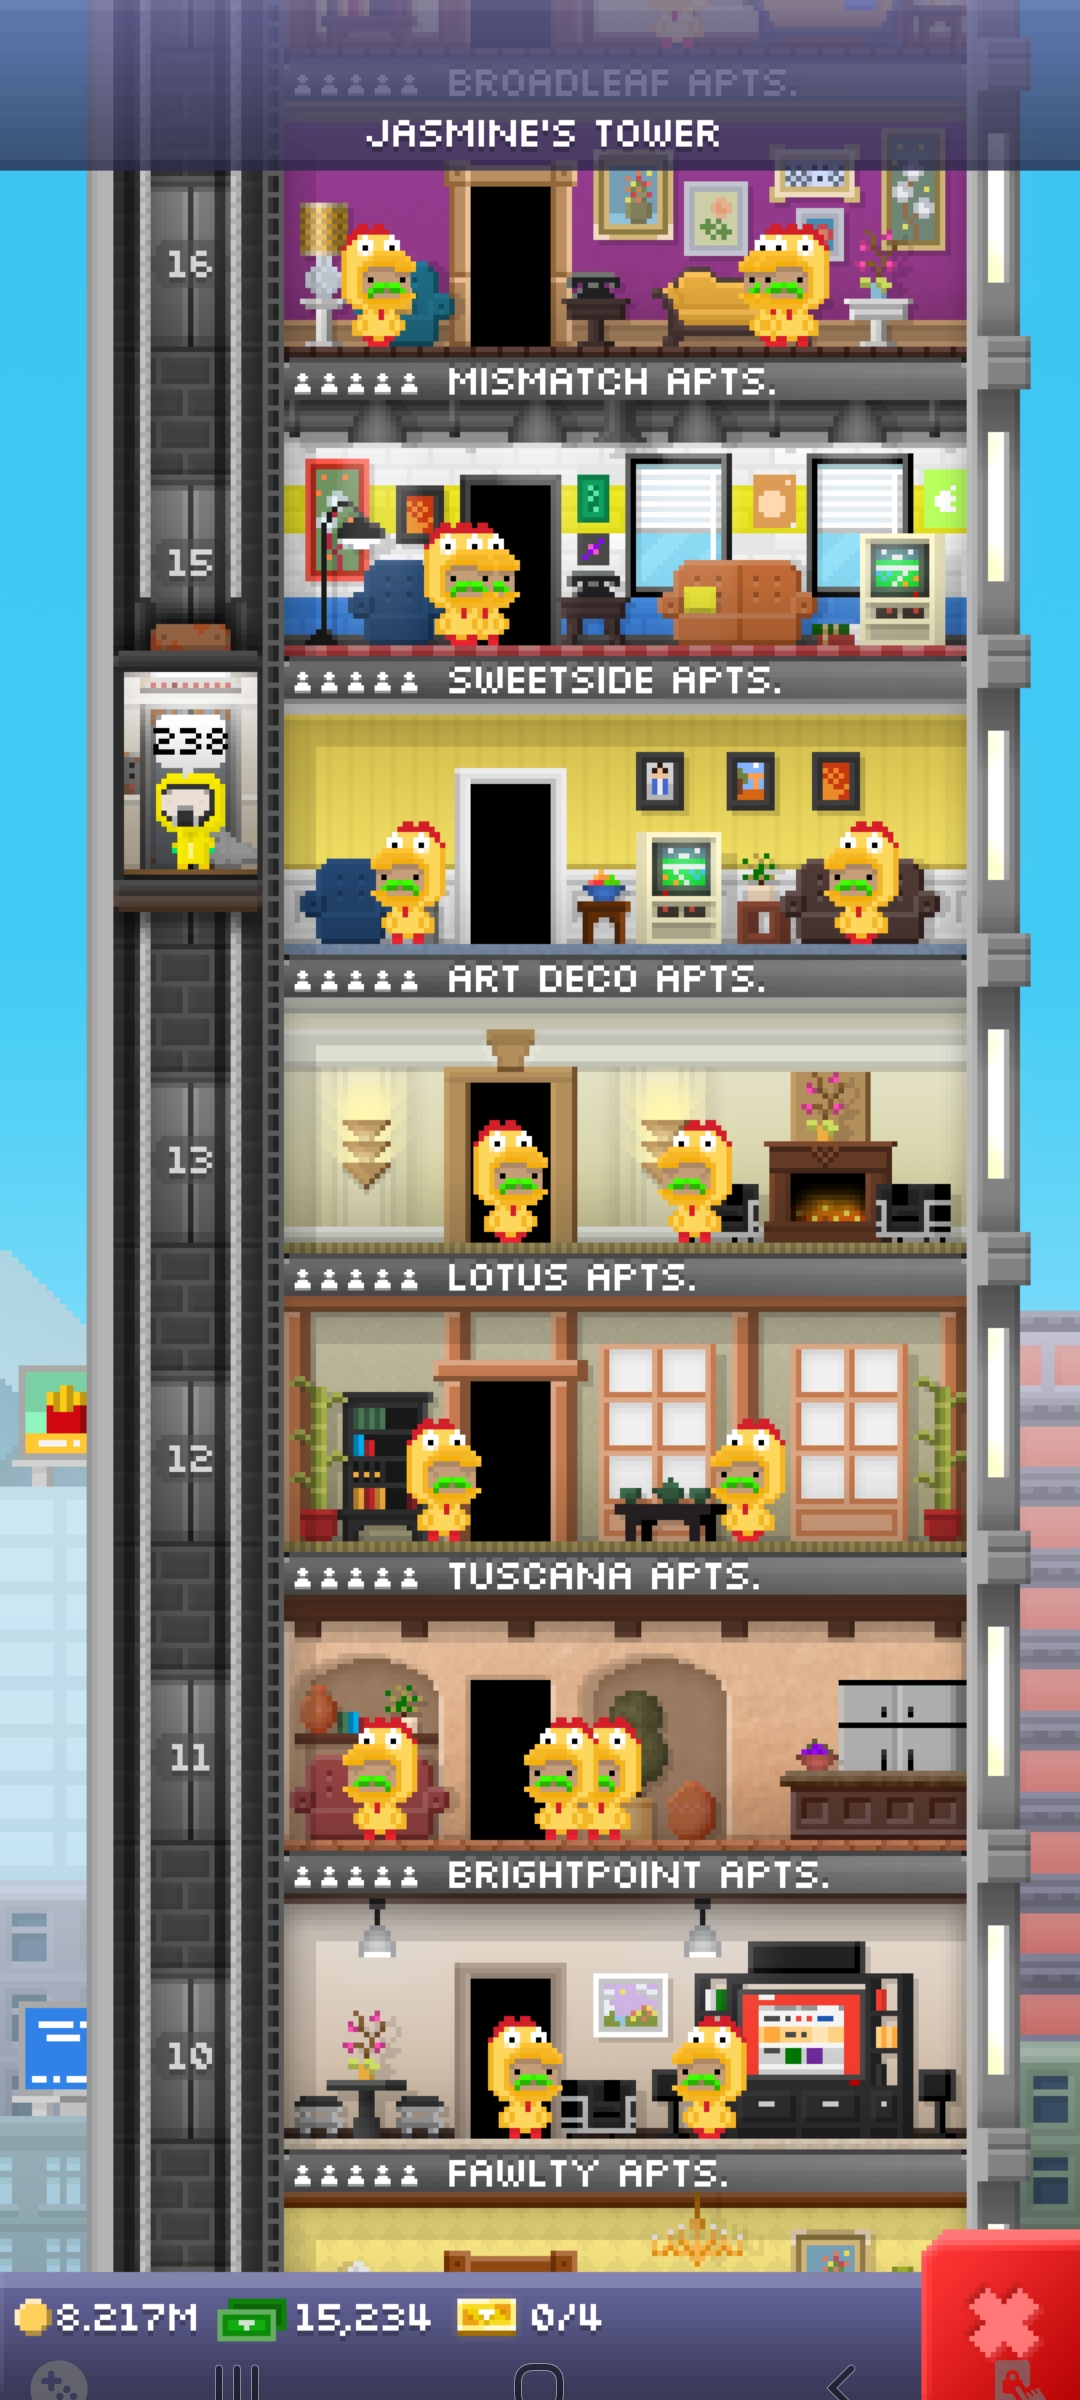 BROADLEAF APTS.
JASMINE'S TOWER
16
MISMATCH APTS.
15
SWEETSIDE APTS.
238
ART DECO APTS.
13
LOTUS APTS.
12
TUSCANA APTS.
11
BRIGHTPOINT APTS.
10
FAWLTY APTS.
8.217M 15,234 0/4